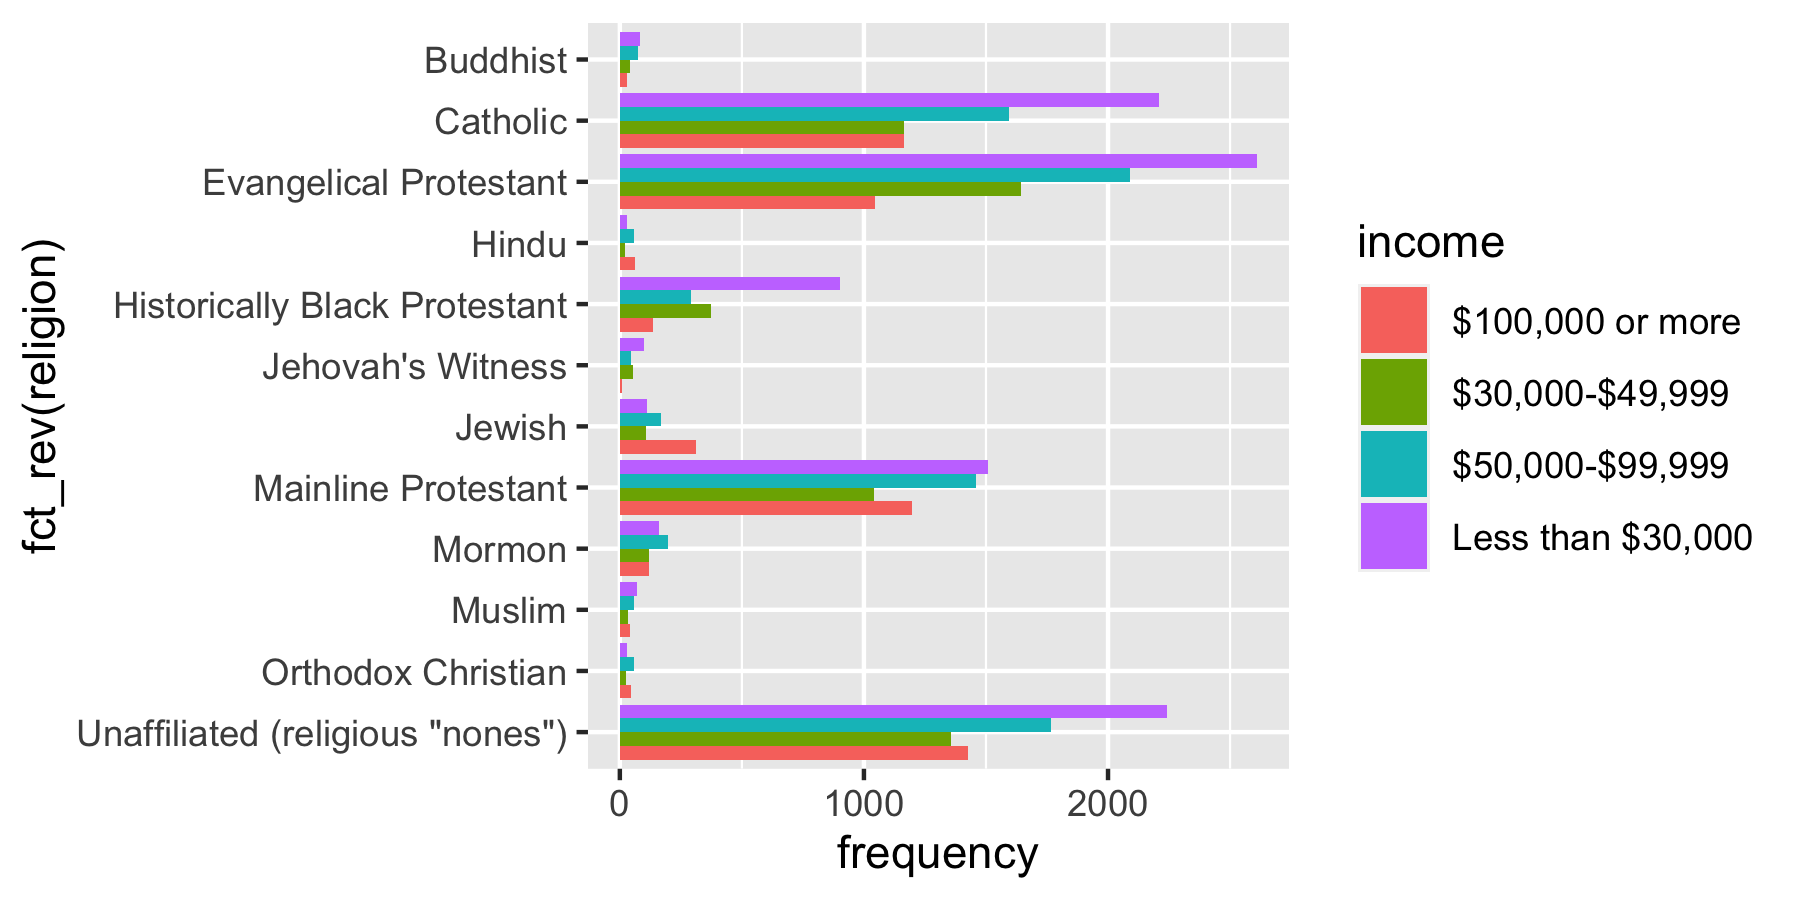 fct_rev(religion)
Buddhist
Catholic
Evangelical Protestant
Hindu
Historically Black Protestant
Jehovah's Witness
Jewish
Mainline Protestant
Mormon
Muslim
Orthodox Christian
Unaffiliated (religious "nones")
0 1000 2000
frequency
income
$100,000 or more
$30,000-$49,999
$50,000-$99,999
Less than $30,000